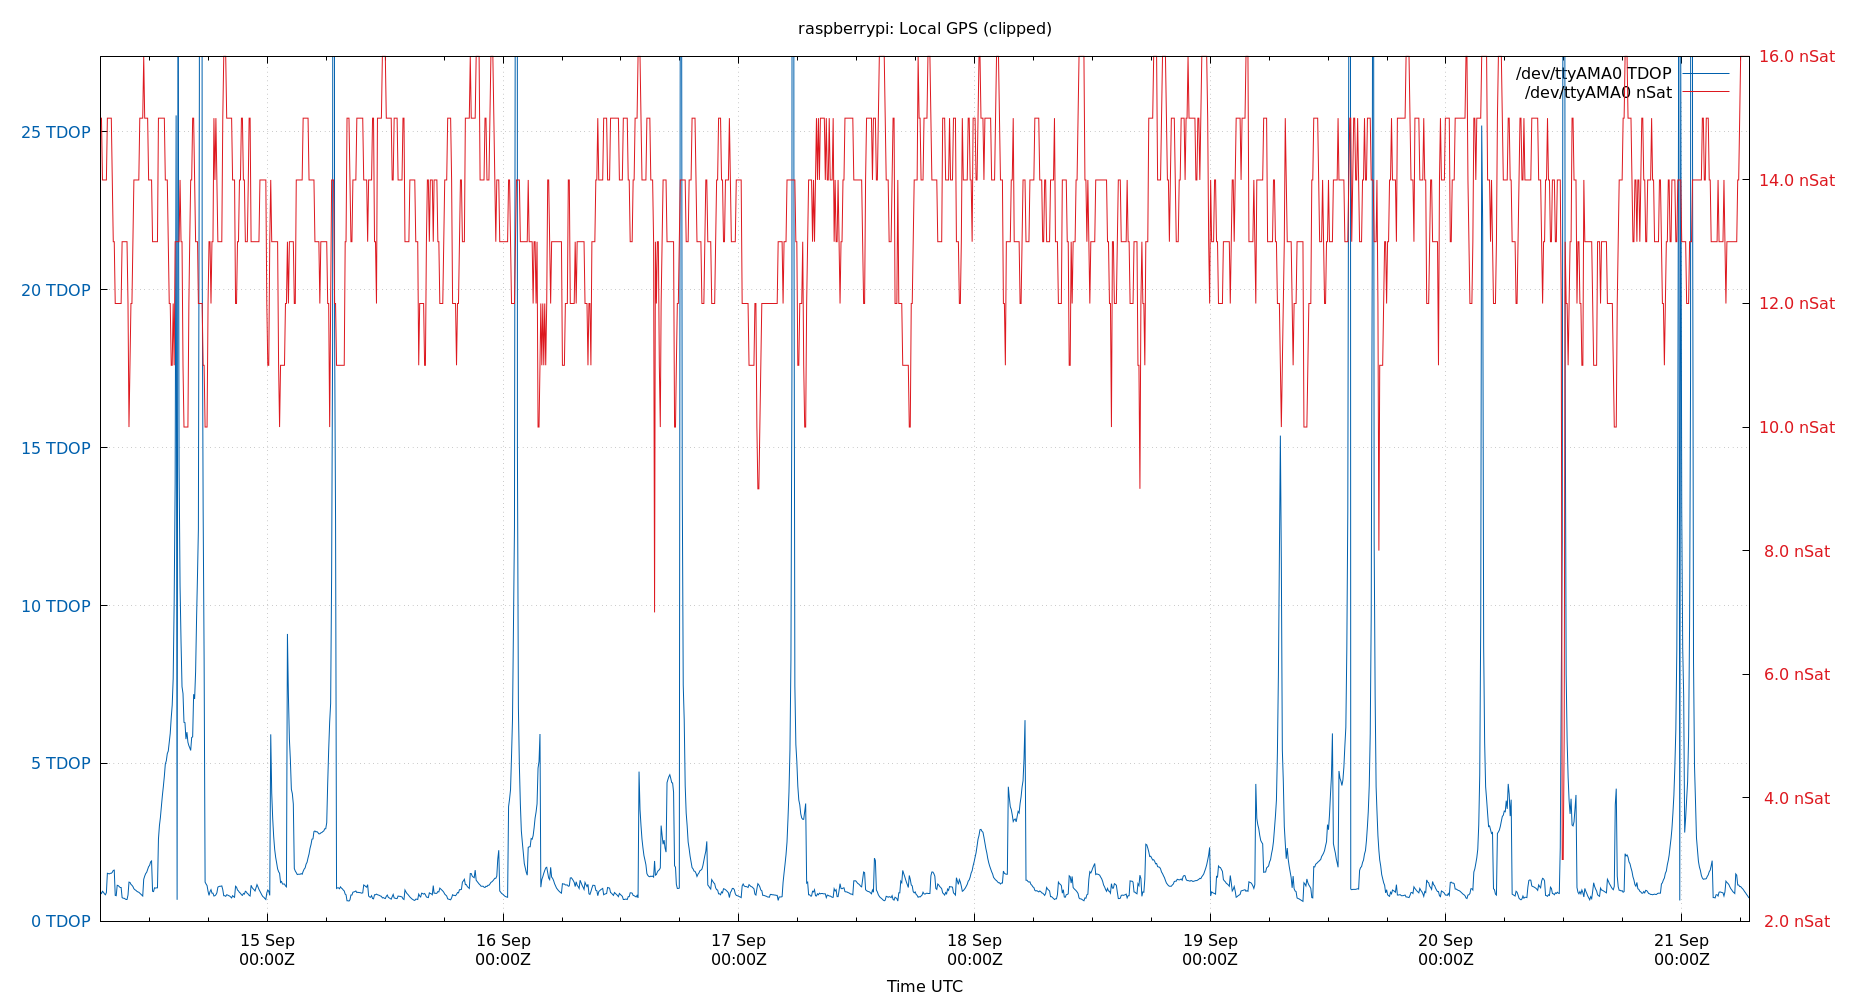 raspberrypi: Local GPS (clipped)
/dev/ttyAMA0 TDOP
/dev/ttyAMA0 nSat
25 TDOP
20 TDOP
15 TDOP
10 TDOP
5 TDOP
0 TDOP
16.0 nSat
14.0 nSat
12.0 nSat
10.0 nSat
8.0 nSat
6.0 nSat
4.0 nSat
2.0 nSat
15 Sep
00:00Z
16 Sep
00:00Z
17 Sep
00:00Z
18 Sep
00:00Z
19 Sep
00:00Z
20 Sep
00:00Z
21 Sep
00:00Z
Time UTC